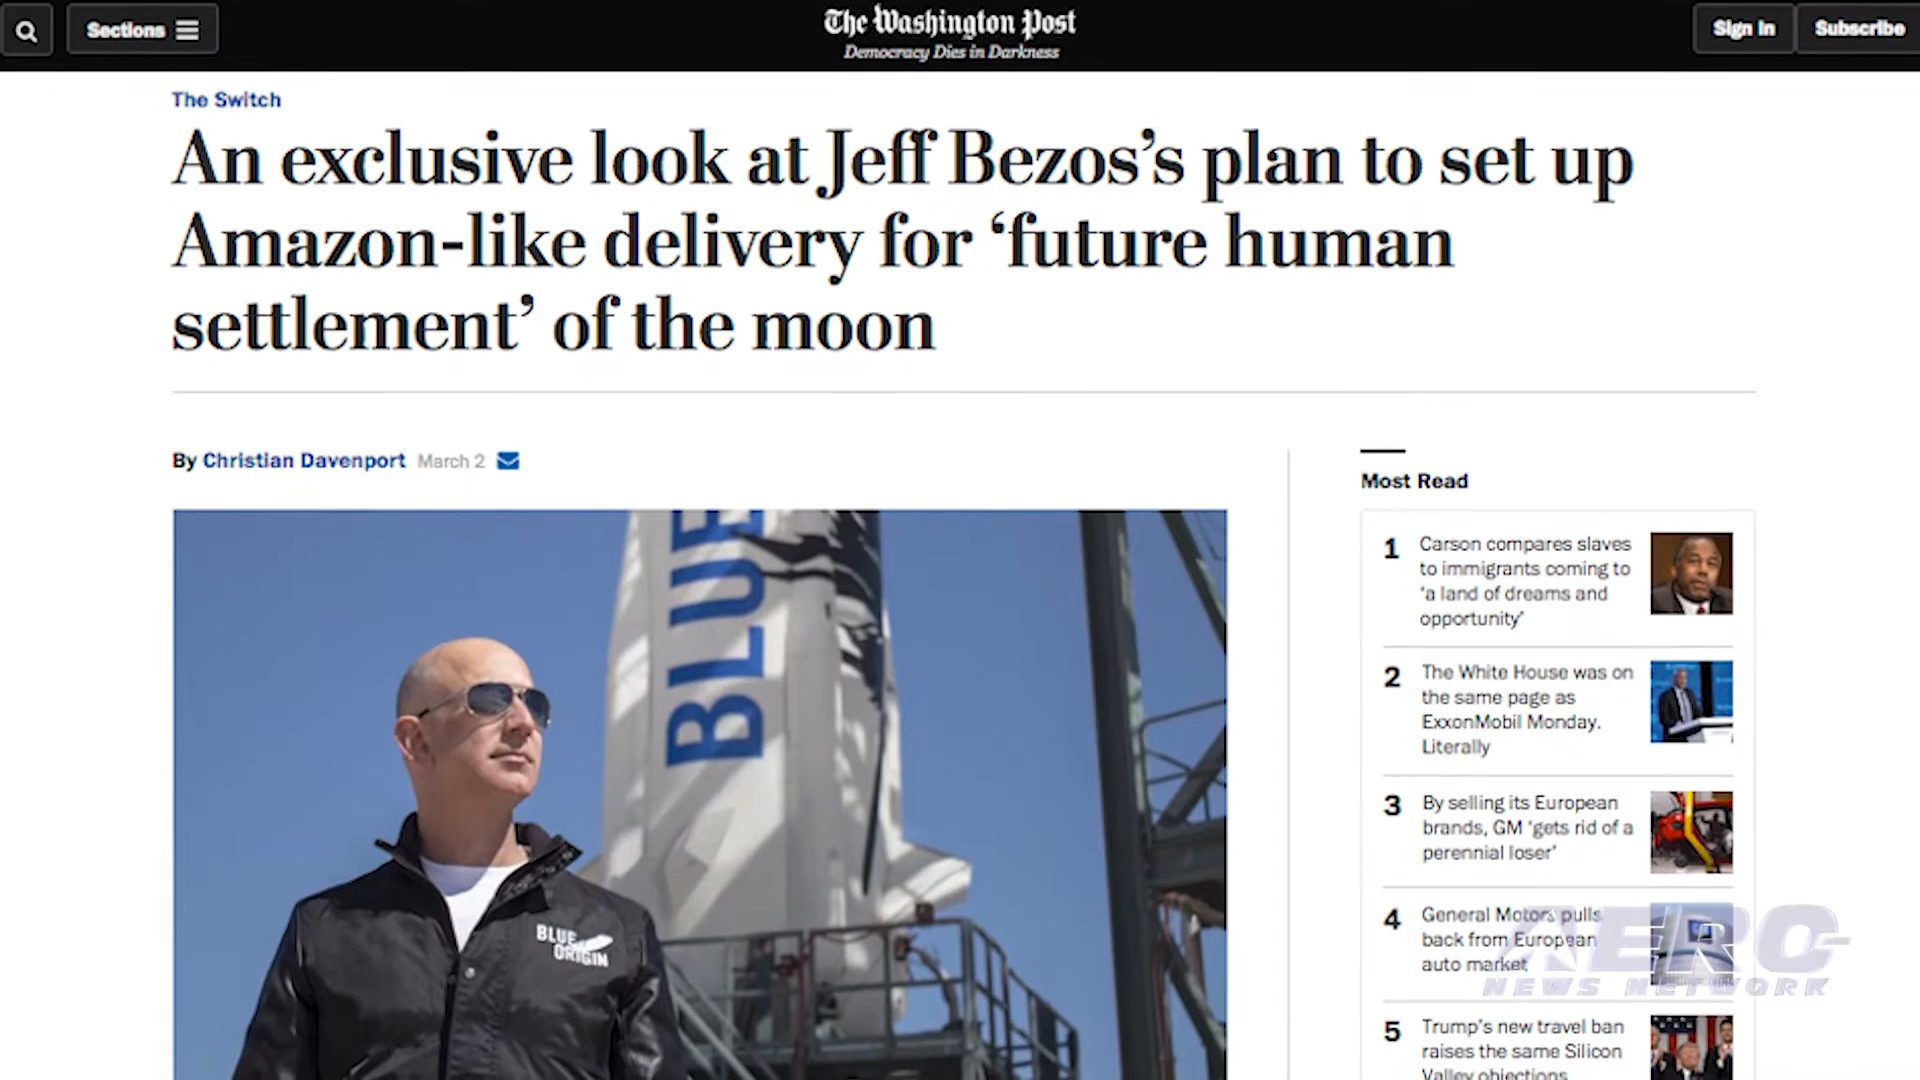 Sections
The Washington Post
Democracy Dies in Darkness
Sign In
Subscribe
The Switch
An exclusive look at Jeff Bezos’s plan to set up
Amazon-like delivery for ‘future human
settlement’ of the moon
By Christian Davenport March 2
Most Read
BLUE
BLUE
ORIGIN
1 Carson compares slaves
to immigrants coming to
‘a land of dreams and
opportunity’
2 The White House was on
the same page as
ExxonMobil Monday.
Literally
3 By selling its European
brands, GM ‘gets rid of a
perennial loser’
4 General Motors pulls
back from European
auto market
5 Trump’s new travel ban
raises the same Silicon
Valley objections
AERO-
NEWS NETWORK